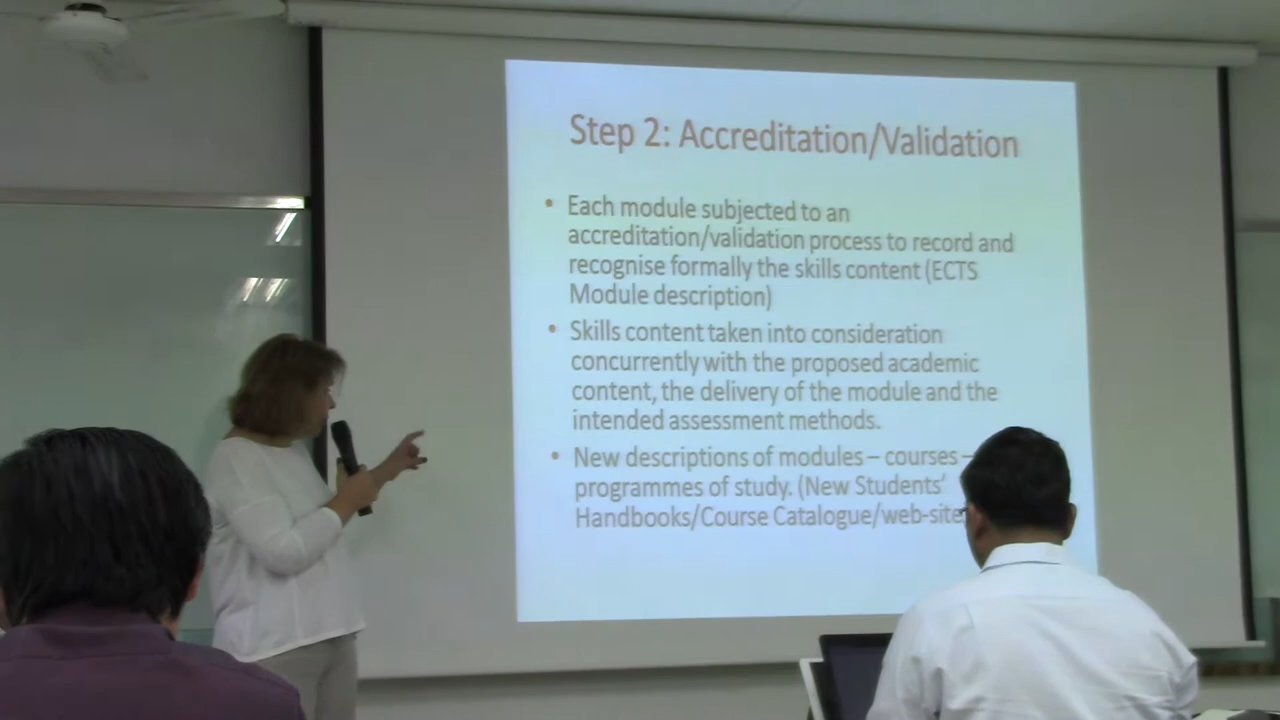 Step 2: Accreditation/Validation
• Each module subjected to an
accreditation/validation process to record and
recognise formally the skills content (ECTS
Module description)
• Skills content taken into consideration
concurrently with the proposed academic
content, the delivery of the module and the
intended assessment methods.
• New descriptions of modules – courses –
programmes of study. (New Students'
Handbooks/Course Catalogue/web-site